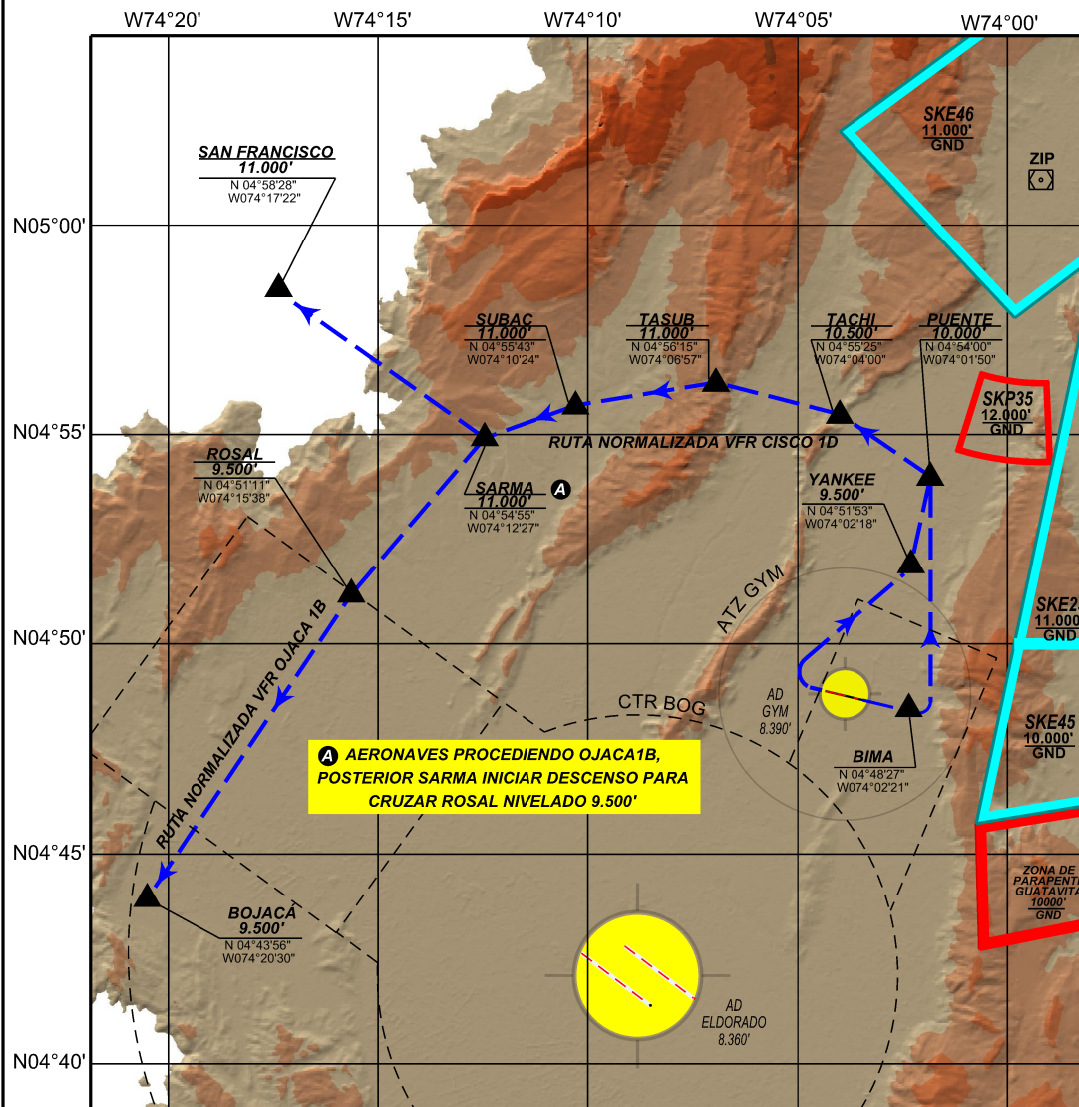 W74°20' W74°15' W74°10' W74°05' W74°00'
SKE46
11.000'
GND
ZIP
SAN FRANCISCO
11.000'
N 04°58'28"
W074°17'22"
N05°00'
SUBAC
11.000'
N 04°55'43"
W074°10'24"
TASUB
11.000'
N 04°56'15"
W074°06'57"
TACHI
10.500'
N 04°55'25"
W074°04'00"
PUENTE
10.000'
N 04°54'00"
W074°01'50"
SKP35
12.000'
GND
N04°55'
RUTA NORMALIZADA VFR CISCO 1D
ROSAL
9.500'
N 04°51'11"
W074°15'38"
SARMA A
11.000'
N 04°54'55"
W074°12'27"
YANKEE
9.500'
N 04°51'53"
W074°02'18"
ATZ GYM
SKE2
11.000
GND
N04°50'
RUTA NORMALIZADA VFR OJACA 1B
CTR BOG
AD
GYM
8.390'
SKE45
10.000'
GND
BIMA
N 04°48'27"
W074°02'21"
A AERONAVES PROCEDIENDO OJACA1B,
POSTERIOR SARMA INICIAR DESCENSO PARA
CRUZAR ROSAL NIVELADO 9.500'
N04°45'
ZONA DE
PARAPENTE
GUATAVITA
10000'
GND
BOJACÁ
9.500'
N 04°43'56"
W074°20'30"
AD
ELDORADO
8.360'
N04°40'